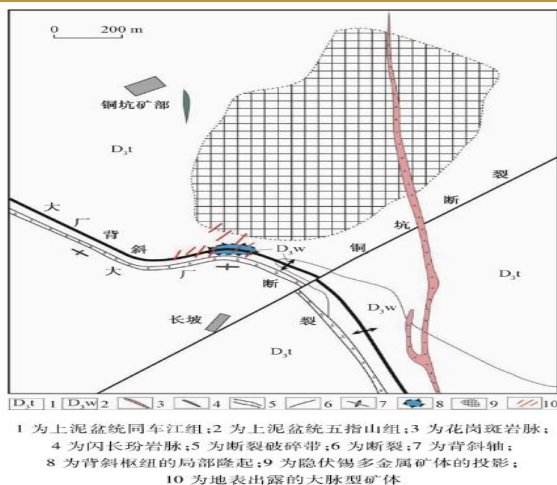 0 200 m
铜坑矿部
D₃t
大厂背斜
大厂断裂
D₃w
铜坑断裂
D₃t
长坡
D₃w
D₃t
D₃t 1 D₃w 2 3 4 5 6 7 8 9 10
1 为上泥盆统同车江组;2 为上泥盆统五指山组;3 为花岗斑岩脉;
4 为闪长玢岩脉;5 为断裂破碎带;6 为断裂;7 为背斜轴;
8 为背斜枢纽的局部隆起;9 为隐伏锡多金属矿体的投影;
10 为地表出露的大脉型矿体